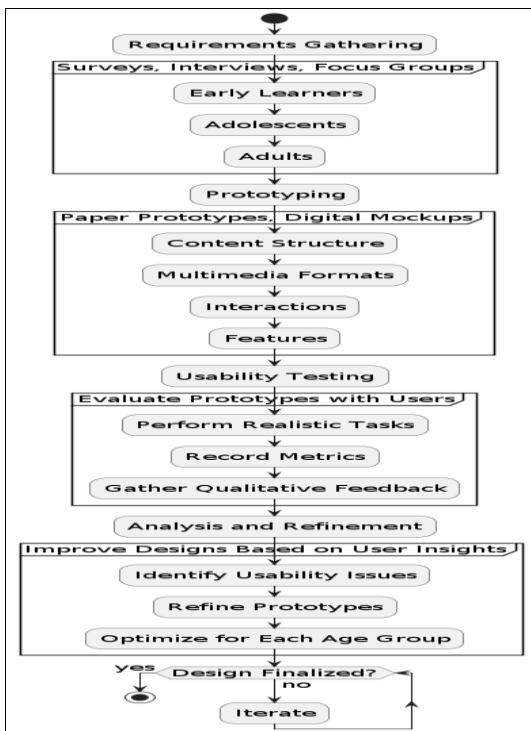 Requirements Gathering
Surveys, Interviews, Focus Groups
Early Learners
Adolescents
Adults
Prototyping
Paper Prototypes, Digital Mockups
Content Structure
Multimedia Formats
Interactions
Features
Usability Testing
Evaluate Prototypes with Users
Perform Realistic Tasks
Record Metrics
Gather Qualitative Feedback
Analysis and Refinement
Improve Designs Based on User Insights
Identify Usability Issues
Refine Prototypes
Optimize for Each Age Group
yes
Design Finalized?
no
Iterate